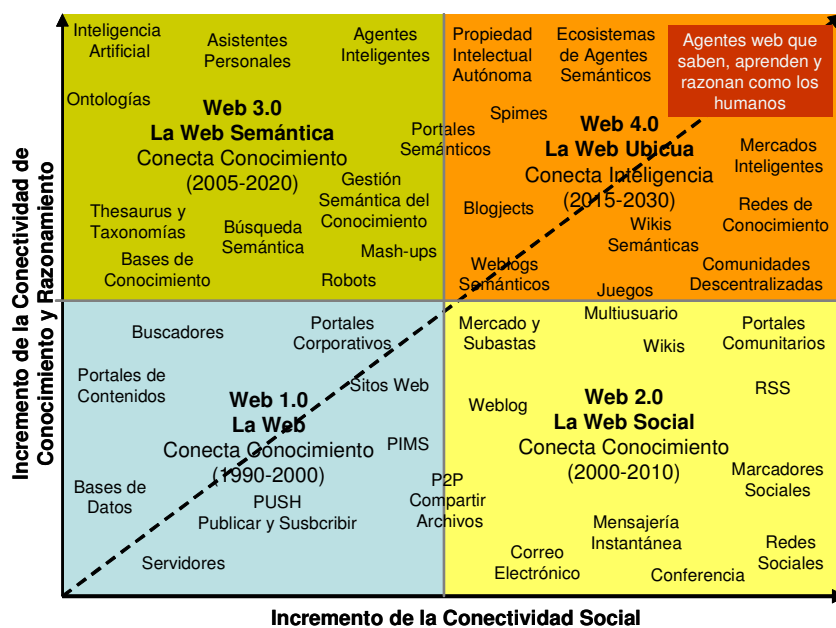 Incremento de la Conectividad de
Conocimiento y Razonamiento
Inteligencia
Artificial
Asistentes
Personales
Agentes
Inteligentes
Ontologías
Web 3.0
La Web Semántica
Conecta Conocimiento
(2005-2020)
Gestión
Semántica del
Conocimiento
Thesaurus y
Taxonomías
Búsqueda
Semántica
Bases de
Conocimiento
Mash-ups
Robots
Portales
Semánticos
Propiedad
Intelectual
Autónoma
Ecosistemas
de Agentes
Semánticos
Agentes web que
saben, aprenden y
razonan como los
humanos
Spimes
Web 4.0
La Web Ubicua
Conecta Inteligencia
(2015-2030)
Mercados
Inteligentes
Blogjects
Redes de
Conocimiento
Wikis
Semánticas
Weblogs
Semánticos
Comunidades
Descentralizadas
Juegos
Multiusuario
Buscadores
Portales
Corporativos
Portales de
Contenidos
Sitos Web
Web 1.0
La Web
Conecta Conocimiento
(1990-2000)
PIMS
Bases de
Datos
PUSH
Publicar y Susbcribir
Servidores
P2P
Compartir
Archivos
Mercado y
Subastas
Wikis
Portales
Comunitarios
RSS
Weblog
Web 2.0
La Web Social
Conecta Conocimiento
(2000-2010)
Marcadores
Sociales
Mensajería
Instantánea
Correo
Electrónico
Conferencia
Redes
Sociales
Incremento de la Conectividad Social